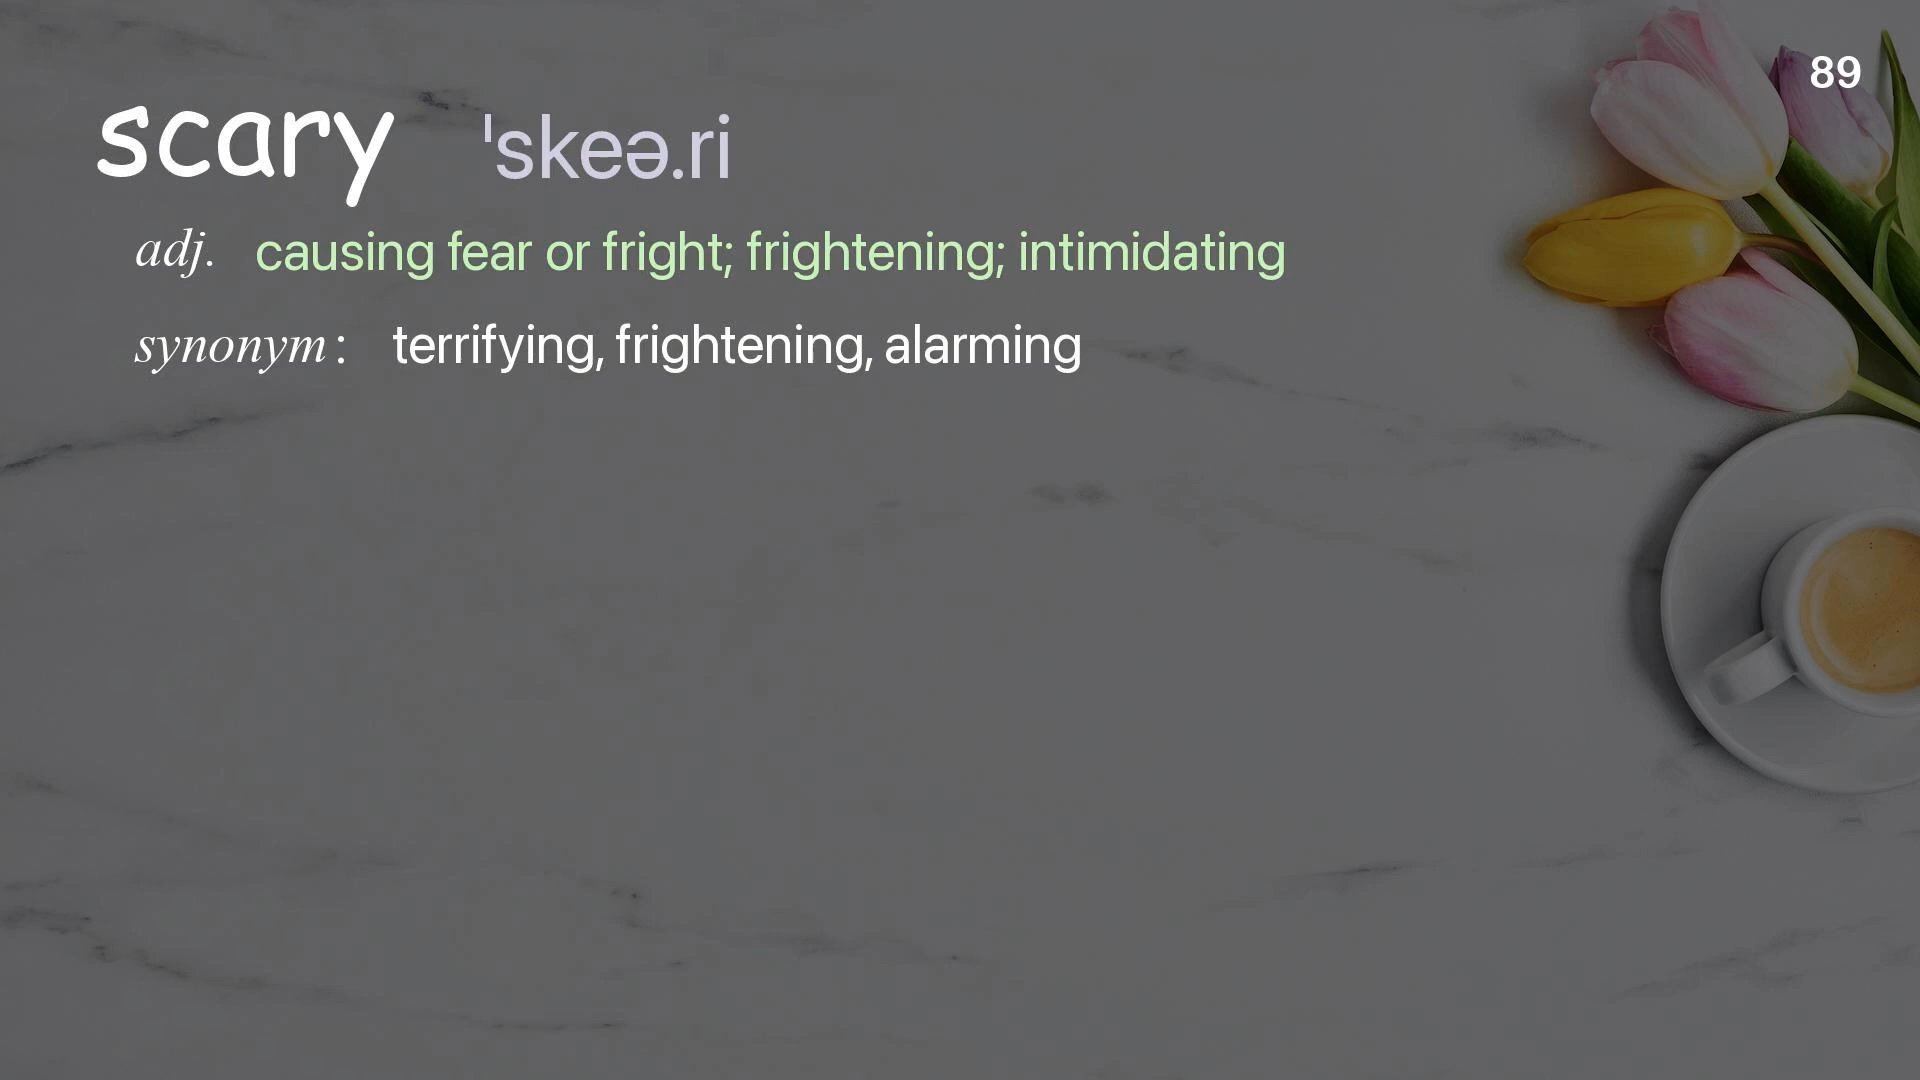 89
scary ˈskeə.ri
adj. causing fear or fright; frightening; intimidating
synonym: terrifying, frightening, alarming